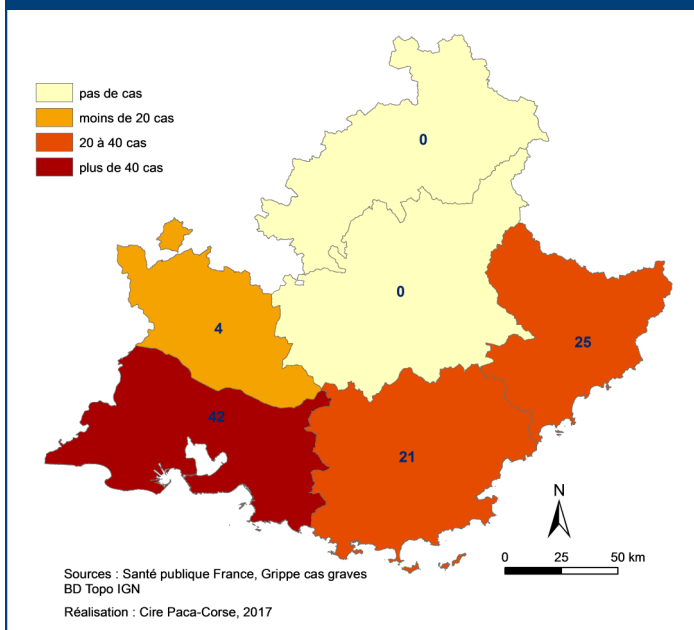 pas de cas
moins de 20 cas
20 à 40 cas
plus de 40 cas
0
0
4
25
42
21
N
0 25 50 km
Sources : Santé publique France, Grippe cas graves
BD Topo IGN
Réalisation : Cire Paca-Corse, 2017